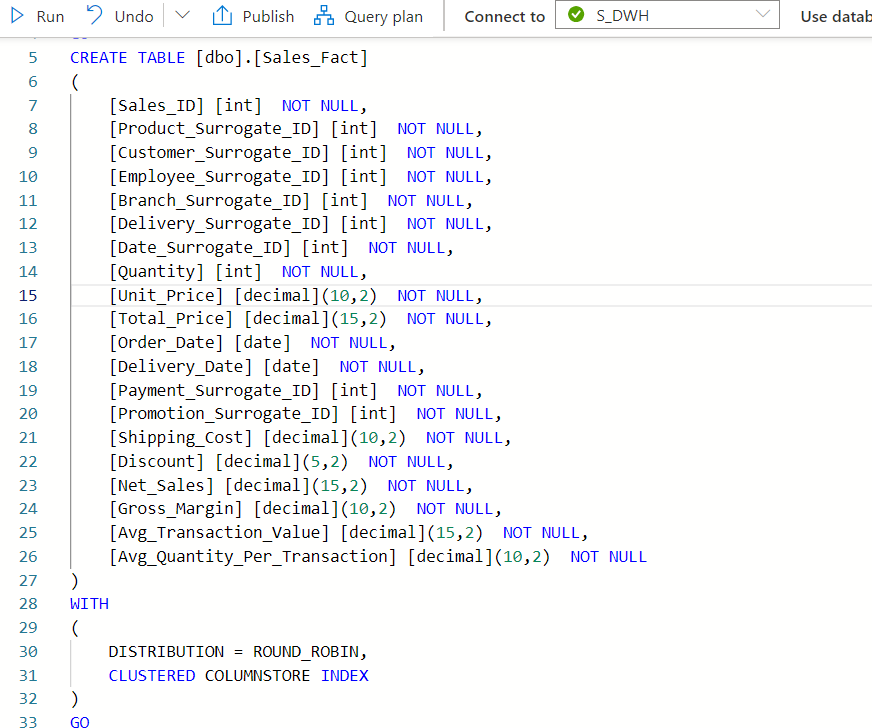 Run Undo Publish Query plan Connect to S_DWH Use datab
5 CREATE TABLE [dbo].[Sales_Fact]
6 (
7 [Sales_ID] [int]  NOT NULL,
8 [Product_Surrogate_ID] [int]  NOT NULL,
9 [Customer_Surrogate_ID] [int]  NOT NULL,
10 [Employee_Surrogate_ID] [int]  NOT NULL,
11 [Branch_Surrogate_ID] [int]  NOT NULL,
12 [Delivery_Surrogate_ID] [int]  NOT NULL,
13 [Date_Surrogate_ID] [int]  NOT NULL,
14 [Quantity] [int]  NOT NULL,
15 [Unit_Price] [decimal](10,2)  NOT NULL,
16 [Total_Price] [decimal](15,2)  NOT NULL,
17 [Order_Date] [date]  NOT NULL,
18 [Delivery_Date] [date]  NOT NULL,
19 [Payment_Surrogate_ID] [int]  NOT NULL,
20 [Promotion_Surrogate_ID] [int]  NOT NULL,
21 [Shipping_Cost] [decimal](10,2)  NOT NULL,
22 [Discount] [decimal](5,2)  NOT NULL,
23 [Net_Sales] [decimal](15,2)  NOT NULL,
24 [Gross_Margin] [decimal](10,2)  NOT NULL,
25 [Avg_Transaction_Value] [decimal](15,2)  NOT NULL,
26 [Avg_Quantity_Per_Transaction] [decimal](10,2)  NOT NULL
27 )
28 WITH
29 (
30 DISTRIBUTION = ROUND_ROBIN,
31 CLUSTERED COLUMNSTORE INDEX
32 )
33 GO